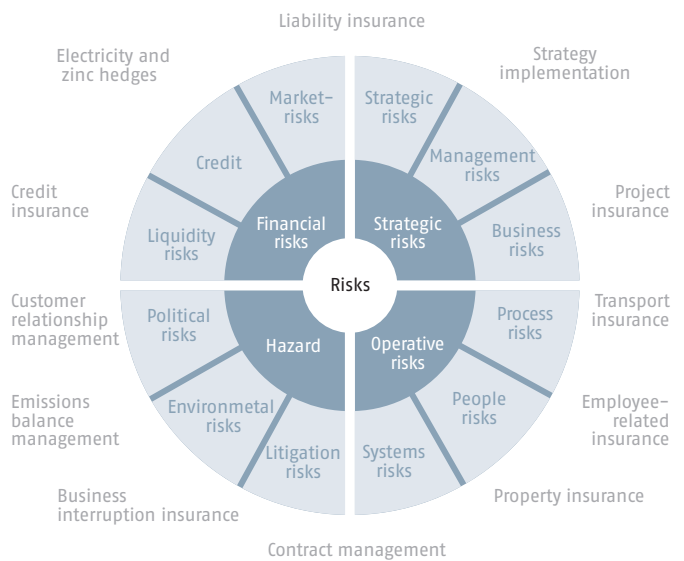 Liability insurance
Electricity and
zinc hedges
Strategy
implementation
Market-
risks
Strategic
risks
Credit
Management
risks
Credit
insurance
Project
insurance
Liquidity
risks
Financial
risks
Strategic
risks
Business
risks
Risks
Customer
relationship
management
Political
risks
Hazard
Operative
risks
Process
risks
Transport
insurance
Emissions
balance
management
Environmetal
risks
People
risks
Employee-
related
insurance
Litigation
risks
Systems
risks
Business
interruption insurance
Property insurance
Contract management